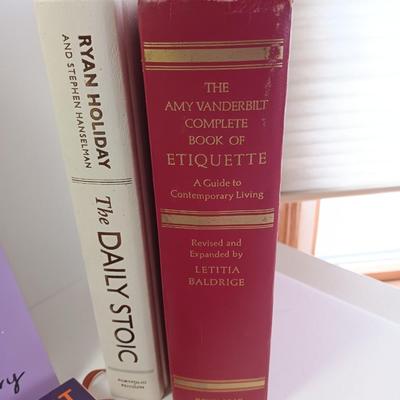 RYAN HOLIDAY
AND STEPHEN HANSELMAN
The DAILY STOIC
THE
AMY VANDERBILT
COMPLETE
BOOK OF
ETIQUETTE
A Guide to
Contemporary Living
Revised and
Expanded by
LETITIA
BALDRIGE